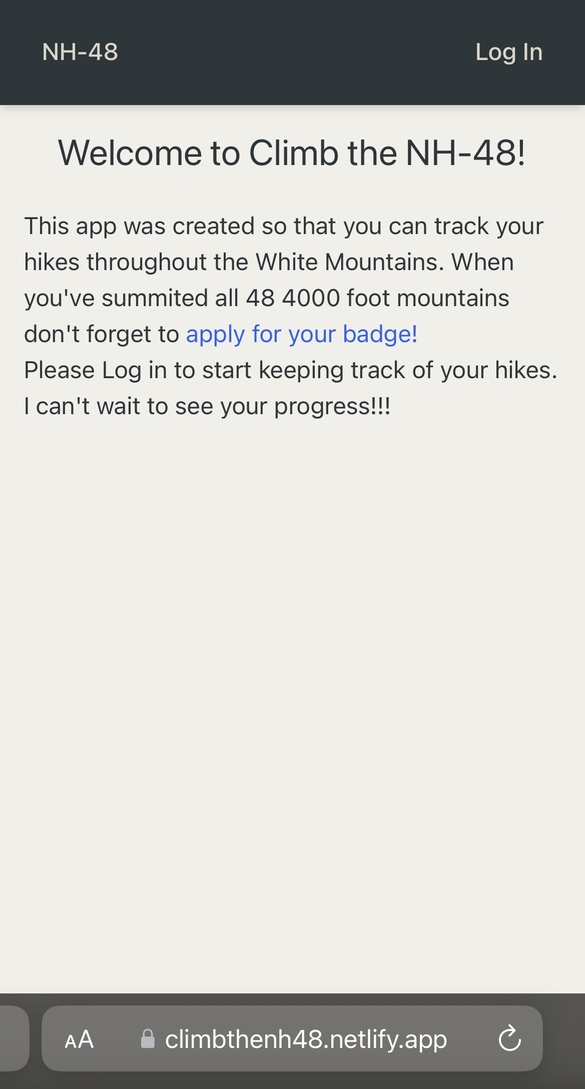 NH-48
Log In
Welcome to Climb the NH-48!
This app was created so that you can track your
hikes throughout the White Mountains. When
you've summited all 48 4000 foot mountains
don't forget to apply for your badge!
Please Log in to start keeping track of your hikes.
I can't wait to see your progress!!!
AA
climbthenh48.netlify.app